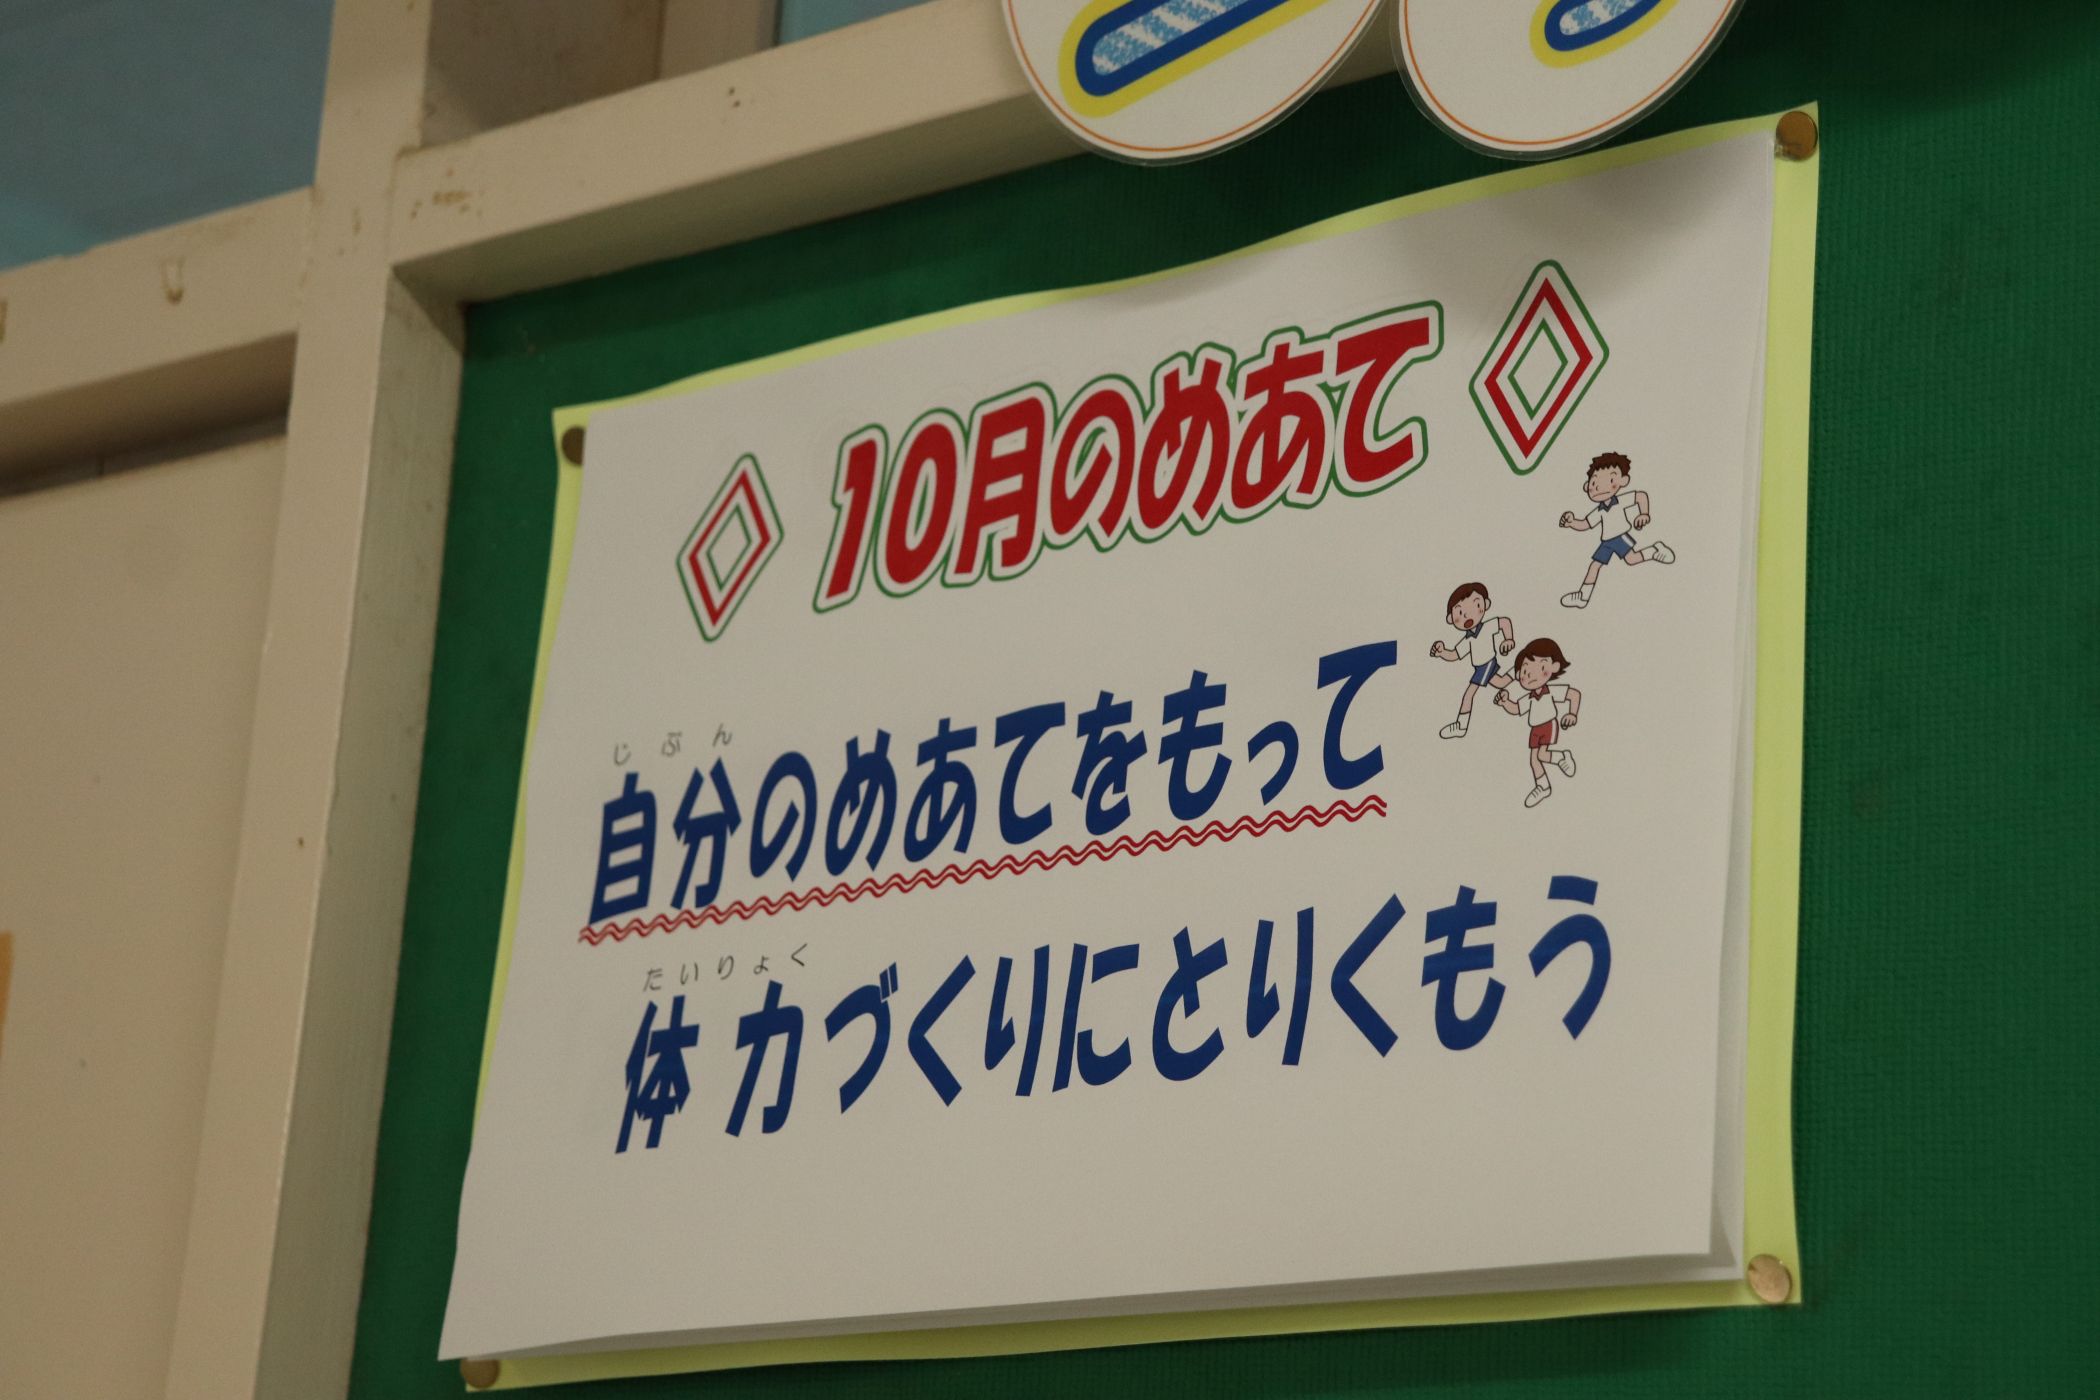 10月のめあて
じぶん
自分のめあてをもって
たいりょく
体力づくりにとりくもう